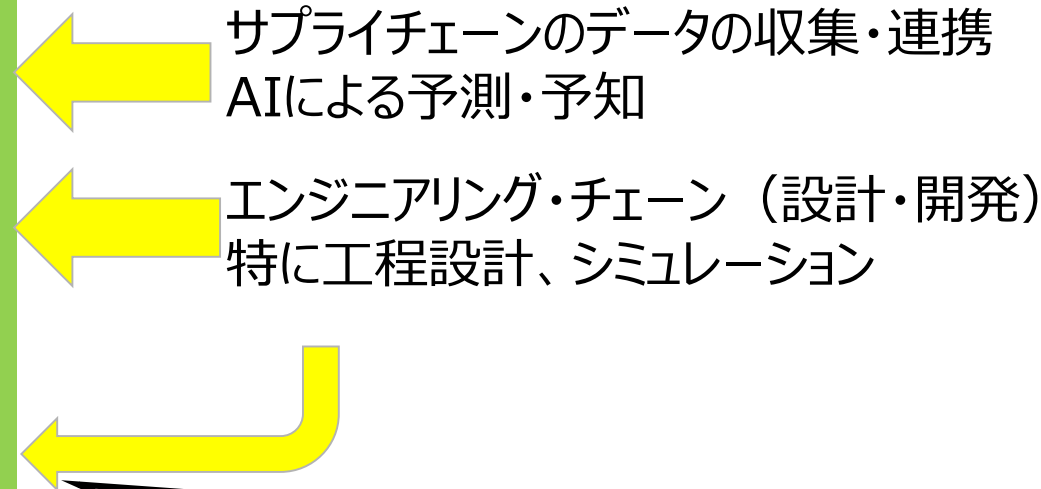 サプライチェーンのデータの収集・連携
AIによる予測・予知
エンジニアリング・チェーン（設計・開発）
特に工程設計、シミュレーション